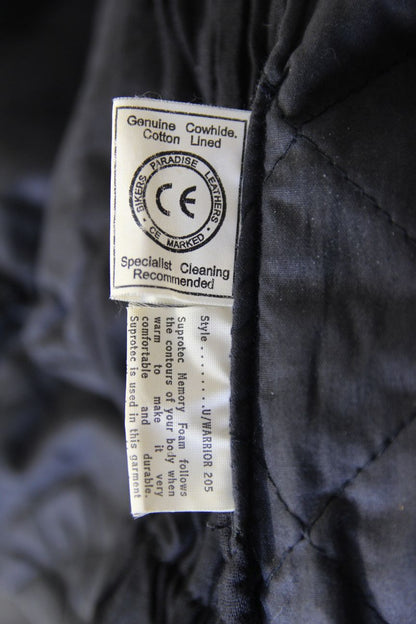 Genuine Cowhide.
Cotton Lined
BIKERS PARADISE LEATHERS
CE
· CE MARKED ·
Specialist Cleaning
Recommended
Style ........U/WARRIOR 205
Suprotec Memory Foam follows
the contours of your body when
warm to make it very
comfortable and durable.
Suprotec is used in this garment